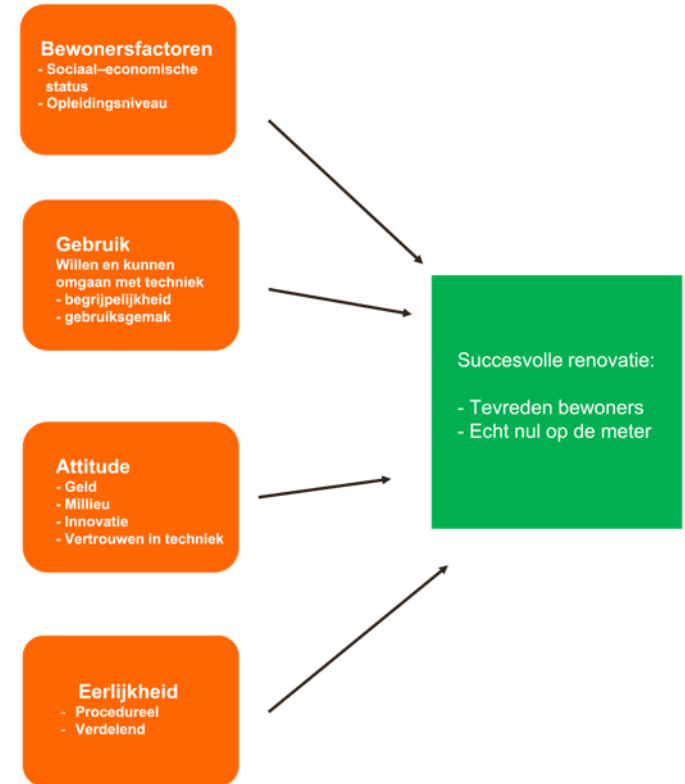 Bewonersfactoren
- Sociaal–economische
status
- Opleidingsniveau
Gebruik
Willen en kunnen
omgaan met techniek
- begrijpelijkheid
- gebruiksgemak
Attitude
- Geld
- Millieu
- Innovatie
- Vertrouwen in techniek
Eerlijkheid
- Procedureel
- Verdelend
Succesvolle renovatie:
- Tevreden bewoners
- Echt nul op de meter